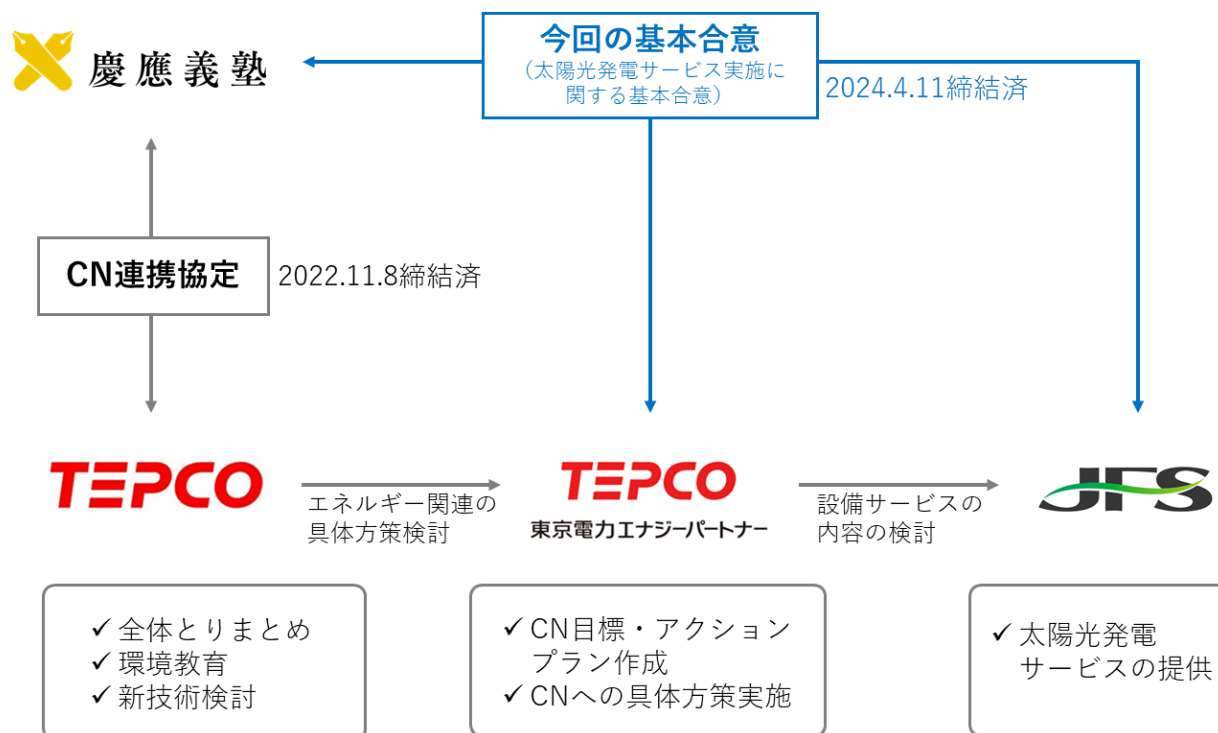 慶應義塾
今回の基本合意
（太陽光発電サービス実施に
関する基本合意）
2024.4.11締結済
CN連携協定
2022.11.8締結済
TEPCO
エネルギー関連の
具体方策検討
TEPCO
東京電力エナジーパートナー
設備サービスの
内容の検討
JFS
✓全体とりまとめ
✓環境教育
✓新技術検討
✓CN目標・アクション
プラン作成
✓CNへの具体方策実施
✓太陽光発電
サービスの提供